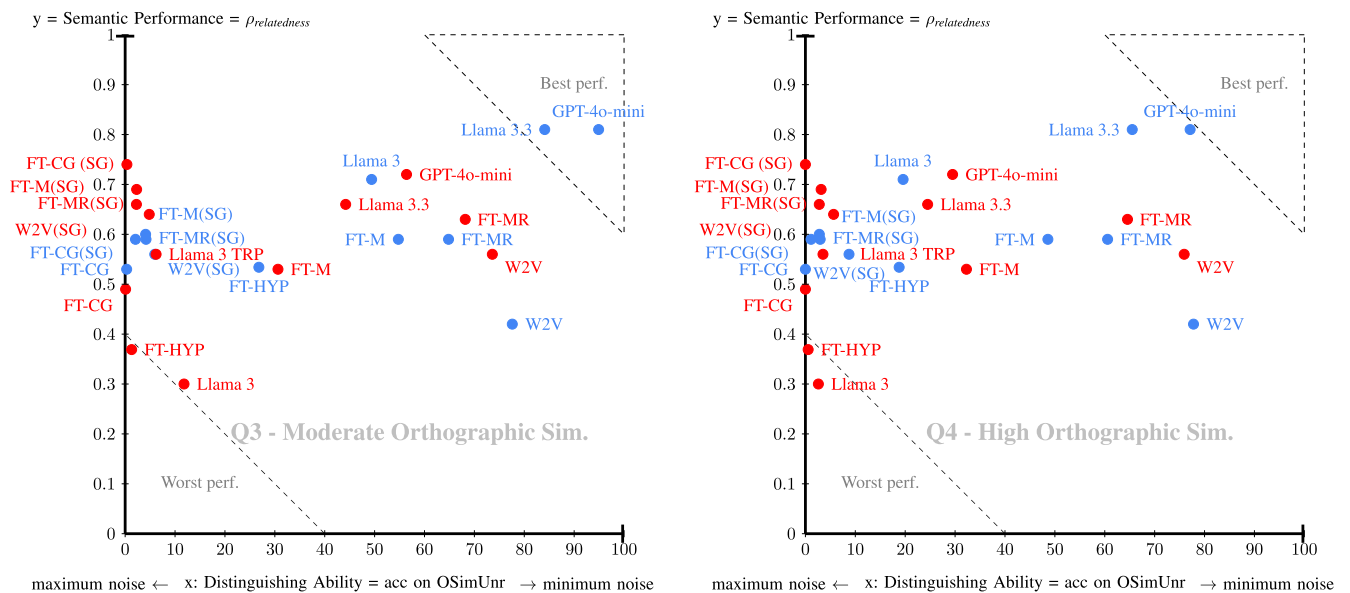 y = Semantic Performance = ρrelatedness
1
0.9
0.8
0.7
0.6
0.5
0.4
0.3
0.2
0.1
0
0 10 20 30 40 50 60 70 80 90 100
Best perf.
GPT-4o-mini
Llama 3.3
Llama 3
FT-CG (SG)
GPT-4o-mini
FT-M(SG)
FT-MR(SG)
Llama 3.3
FT-M(SG)
FT-MR
W2V(SG)
FT-MR(SG)
FT-M
FT-MR
FT-CG(SG)
Llama 3 TRP
W2V
FT-CG
W2V(SG)
FT-M
FT-HYP
FT-CG
W2V
FT-HYP
Llama 3
Q3 - Moderate Orthographic Sim.
Worst perf.
maximum noise ← x: Distinguishing Ability = acc on OSimUnr → minimum noise
y = Semantic Performance = ρrelatedness
1
0.9
0.8
0.7
0.6
0.5
0.4
0.3
0.2
0.1
0
0 10 20 30 40 50 60 70 80 90 100
Best perf.
GPT-4o-mini
Llama 3.3
Llama 3
FT-CG (SG)
GPT-4o-mini
FT-M(SG)
FT-MR(SG)
Llama 3.3
FT-M(SG)
FT-MR
W2V(SG)
FT-MR(SG)
FT-M
FT-MR
FT-CG(SG)
Llama 3 TRP
W2V
FT-CG
W2V(SG)
FT-M
FT-HYP
FT-CG
W2V
FT-HYP
Llama 3
Q4 - High Orthographic Sim.
Worst perf.
maximum noise ← x: Distinguishing Ability = acc on OSimUnr → minimum noise